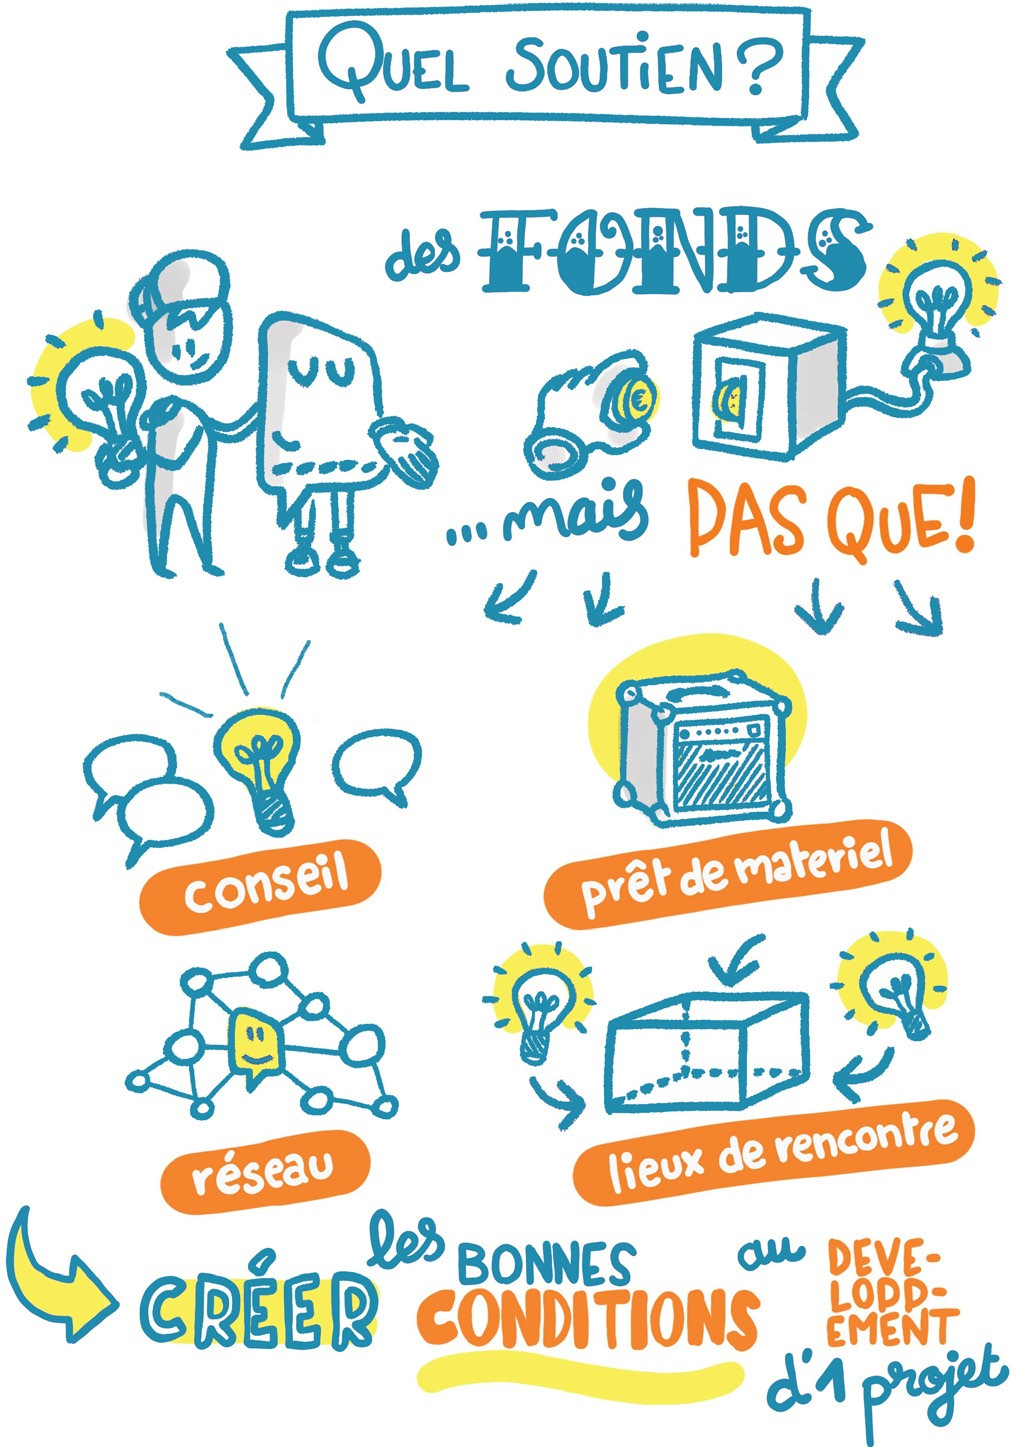 QUEL SOUTIEN?
des FONDS
€
... mais PAS QUE!
conseil
prêt de materiel
réseau
lieux de rencontre
CRÉER les BONNES CONDITIONS au DEVE-
LOPP-
EMENT
d'1 projet